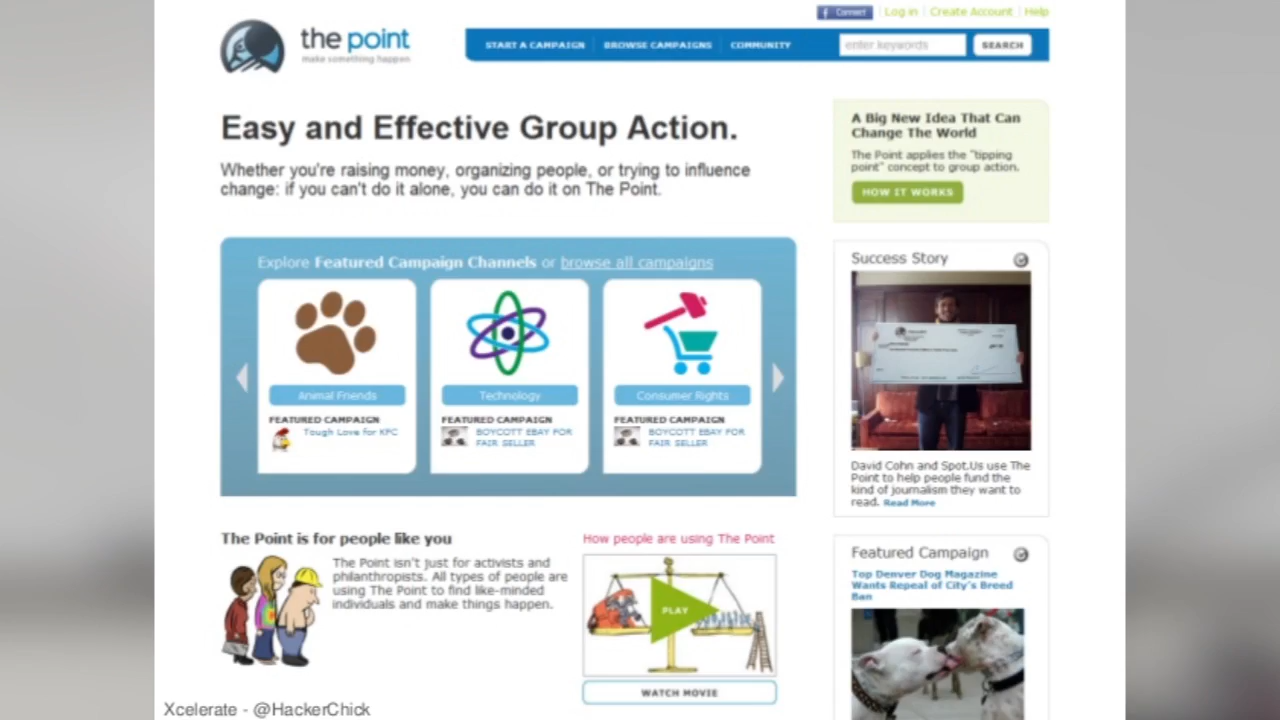 Connect | Log in | Create Account | Help
the point
make something happen
START A CAMPAIGN
BROWSE CAMPAIGNS
COMMUNITY
enter keywords
SEARCH
Easy and Effective Group Action.
Whether you're raising money, organizing people, or trying to influence
change: if you can't do it alone, you can do it on The Point.
A Big New Idea That Can
Change The World
The Point applies the "tipping
point" concept to group action.
HOW IT WORKS
Explore Featured Campaign Channels or browse all campaigns
Animal Friends
FEATURED CAMPAIGN
Tough Love for KFC
Technology
FEATURED CAMPAIGN
BOYCOTT EBAY FOR
FAIR SELLER
Consumer Rights
FEATURED CAMPAIGN
BOYCOTT EBAY FOR
FAIR SELLER
Success Story
David Cohn and Spot.Us use The
Point to help people fund the
kind of journalism they want to
read. Read More
The Point is for people like you
The Point isn't just for activists and
philanthropists. All types of people are
using The Point to find like-minded
individuals and make things happen.
How people are using The Point
PLAY
WATCH MOVIE
Featured Campaign
Top Denver Dog Magazine
Wants Repeal of City's Breed
Ban
Xcelerate - @HackerChick